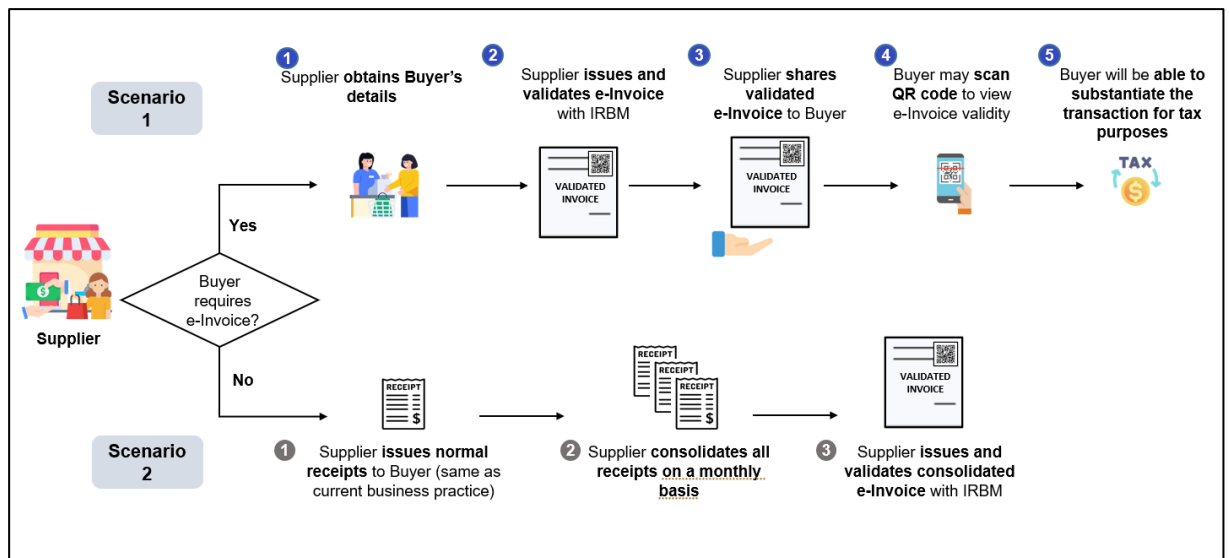 Scenario
1
1
Supplier obtains Buyer's
details
2
Supplier issues and
validates e-Invoice
with IRBM
VALIDATED
INVOICE
3
Supplier shares
validated
e-Invoice to Buyer
VALIDATED
INVOICE
4
Buyer may scan
QR code to view
e-Invoice validity
5
Buyer will be able to
substantiate the
transaction for tax
purposes
TAX
$
Yes
$
Supplier
Buyer
requires
e-Invoice?
No
Scenario
2
RECEIPT
$
1
Supplier issues normal
receipts to Buyer (same as
current business practice)
RECEIPT
RECEIPT
RECEIPT
$
2
Supplier consolidates all
receipts on a monthly
basis
VALIDATED
INVOICE
3
Supplier issues and
validates consolidated
e-Invoice with IRBM